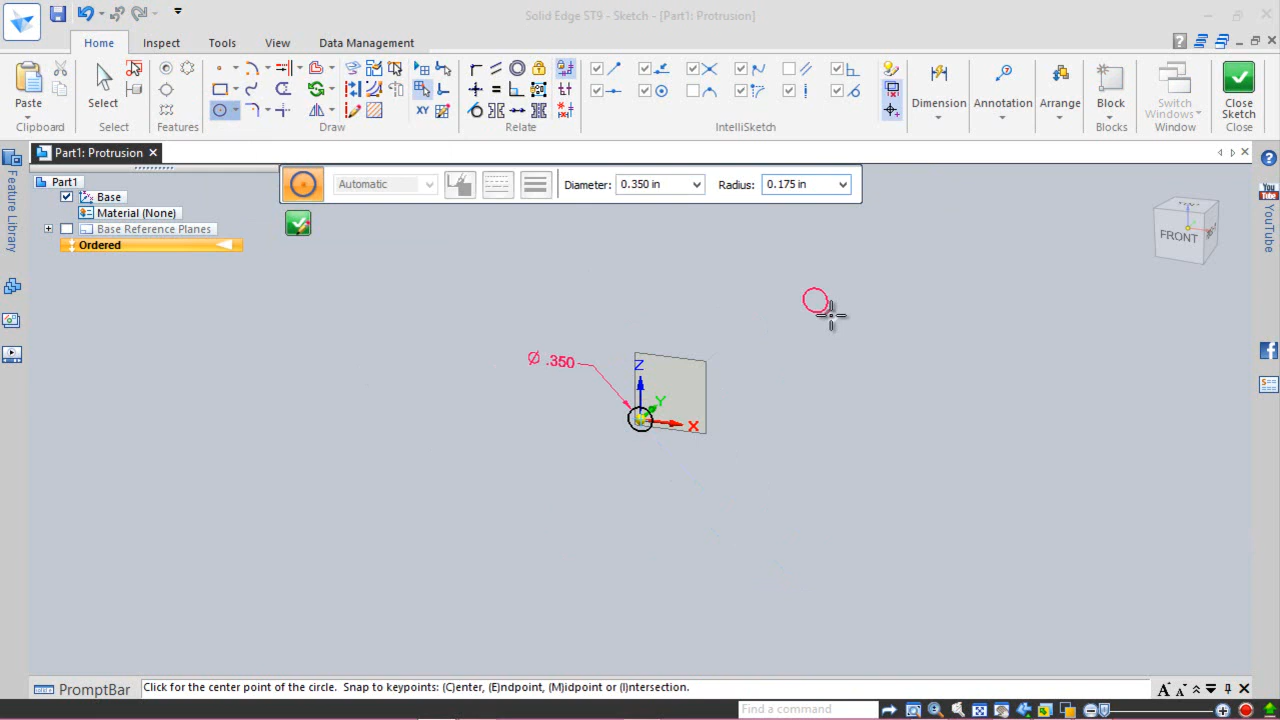 Solid Edge ST9 - Sketch - [Part1: Protrusion]
Home Inspect Tools View Data Management
Paste
Select
XY
Dimension Annotation Arrange Block Switch Windows Close Sketch
Clipboard Select Features Draw Relate IntelliSketch Blocks Window Close
Part1: Protrusion
Part1
Automatic Diameter: 0.350 in Radius: 0.175 in
Base
Material (None)
Base Reference Planes
Ordered
Feature Library
You Tube
YouTube
FRONT
Ø .350
Z
Y
X
PromptBar Click for the center point of the circle. Snap to keypoints: (C)enter, (E)ndpoint, (M)idpoint or (I)ntersection.
Find a command